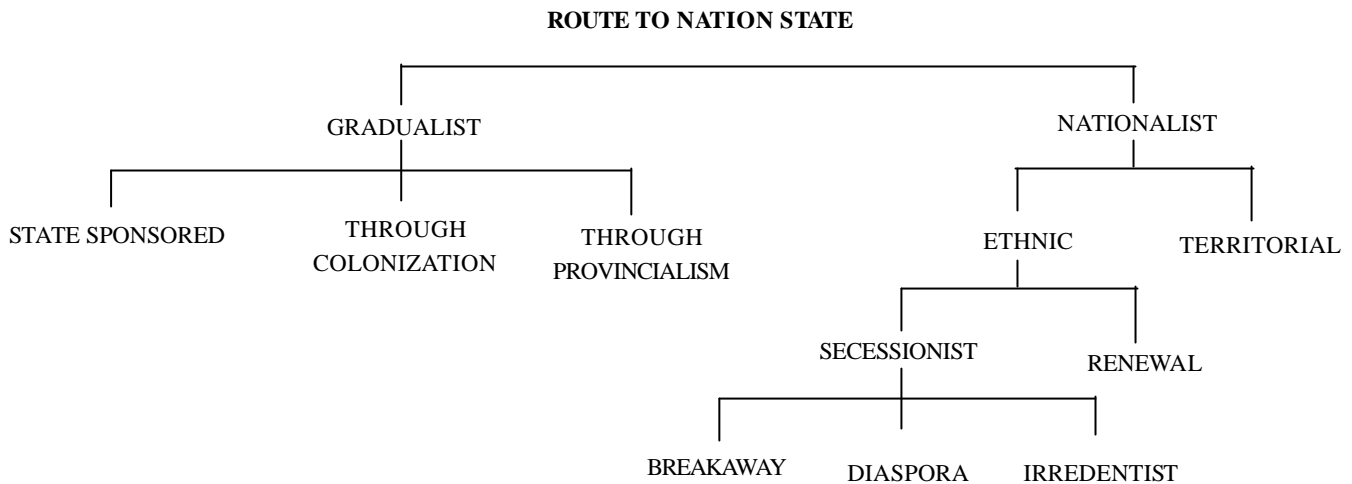 ROUTE TO NATION STATE
GRADUALIST
NATIONALIST
STATE SPONSORED
THROUGH
COLONIZATION
THROUGH
PROVINCIALISM
ETHNIC
TERRITORIAL
SECESSIONIST
RENEWAL
BREAKAWAY
DIASPORA
IRREDENTIST